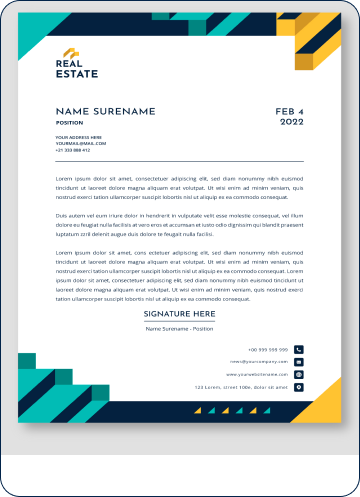 REAL
ESTATE
NAME SURENAME
POSITION
FEB 4
2022
YOUR ADDRESS HERE
YOURMAIL@MAIL.COM
+21 333 888 412
Lorem ipsum dolor sit amet, consectetuer adipiscing elit, sed diam nonummy nibh euismod
tincidunt ut laoreet dolore magna aliquam erat volutpat. Ut wisi enim ad minim veniam, quis
nostrud exerci tation ullamcorper suscipit lobortis nisl ut aliquip ex ea commodo consequat.
Duis autem vel eum iriure dolor in hendrerit in vulputate velit esse molestie consequat, vel illum
dolore eu feugiat nulla facilisis at vero eros et accumsan et iusto odio dignissim qui blandit praesent
luptatum zzril delenit augue duis dolore te feugait nulla facilisi.
Lorem ipsum dolor sit amet, cons ectetuer adipiscing elit, sed diam nonummy nibh euismod
tincidunt ut laoreet dolore magna aliquam erat volutpat. Ut wisi enim ad minim veniam, quis nostrud
exerci tation ullamcorper suscipit lobortis nisl ut aliquip ex ea commodo consequat. Lorem ipsum
dolor sit amet, consectetuer adipiscing elit, sed diam nonummy nibh euismod tincidunt ut
laoreet dolore magna aliquam erat volutpat. Ut wisi enim ad minim veniam, quis nostrud exerci
tation ullamcorper suscipit lobortis nisl ut aliquip ex ea commodo consequat.
SIGNATURE HERE
Name Surename - Position
+00 999 999 999
news@yourcompany.com
www.yourwebsitename.com
123 Lorem, street 100e, dolor sit amet